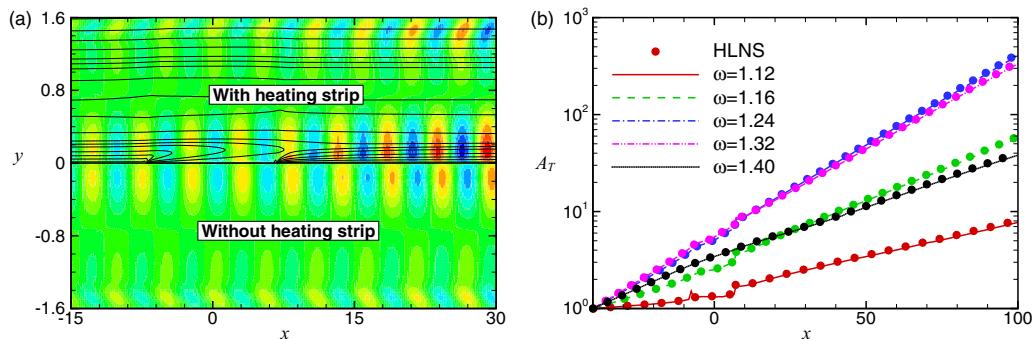 (a)
1.6
0.8
y
0
-0.8
-1.6
With heating strip
Without heating strip
-15
0
15
30
x
(b)
10³
10²
A_T
10¹
10⁰
HLNS
ω=1.12
ω=1.16
ω=1.24
ω=1.32
ω=1.40
0
50
100
x